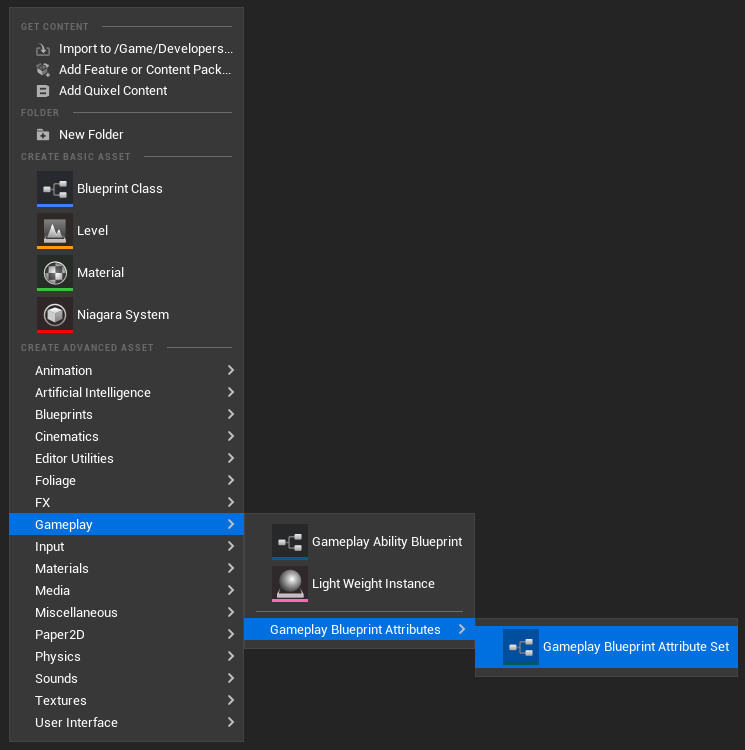 GET CONTENT
Import to /Game/Developers...
Add Feature or Content Pack...
Add Quixel Content
FOLDER
New Folder
CREATE BASIC ASSET
Blueprint Class
Level
Material
Niagara System
CREATE ADVANCED ASSET
Animation
Artificial Intelligence
Blueprints
Cinematics
Editor Utilities
Foliage
FX
Gameplay
Input
Materials
Media
Miscellaneous
Paper2D
Physics
Sounds
Textures
User Interface
Gameplay Ability Blueprint
Light Weight Instance
Gameplay Blueprint Attributes
Gameplay Blueprint Attribute Set